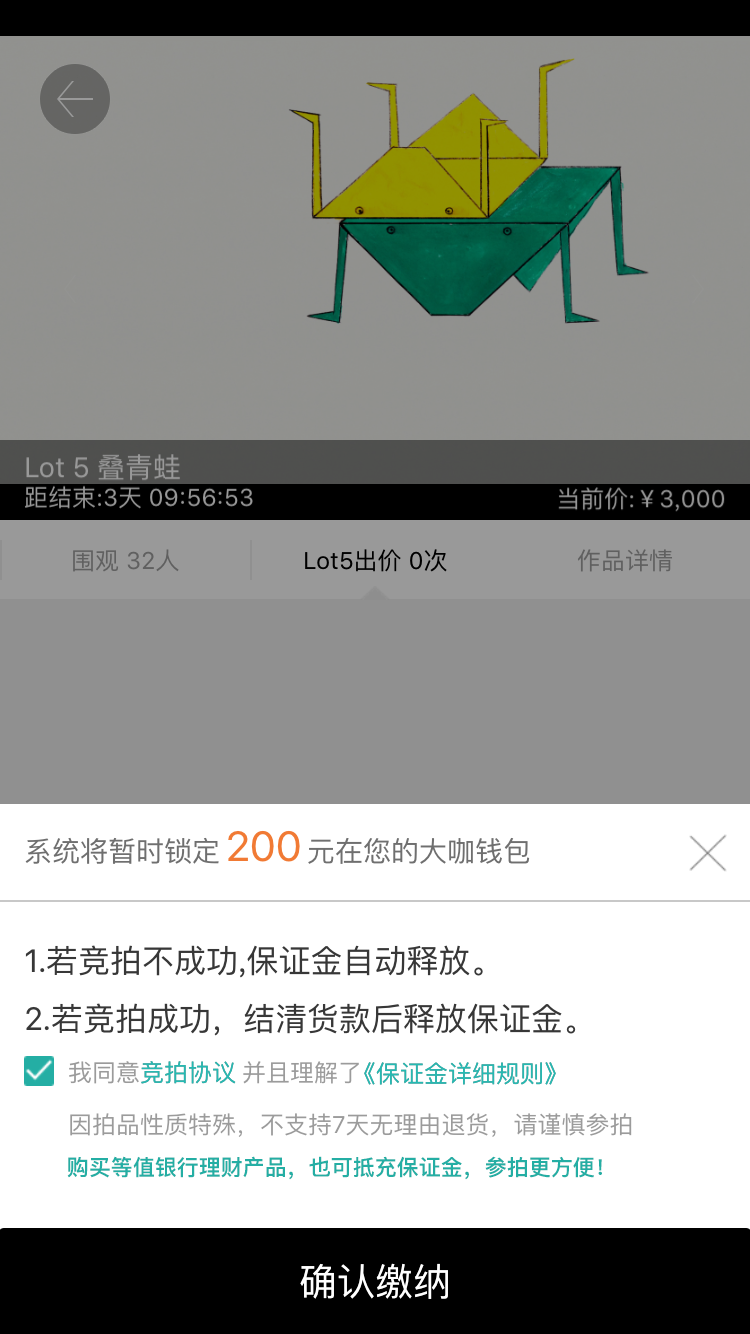 Lot 5 叠青蛙
距结束:3天 09:56:53
当前价:￥3,000
围观 32人
Lot5出价 0次
作品详情
系统将暂时锁定 200 元在您的大咖钱包
1.若竞拍不成功,保证金自动释放。
2.若竞拍成功，结清货款后释放保证金。
我同意竞拍协议 并且理解了《保证金详细规则》
因拍品性质特殊，不支持7天无理由退货，请谨慎参拍
购买等值银行理财产品，也可抵充保证金，参拍更方便！
确认缴纳